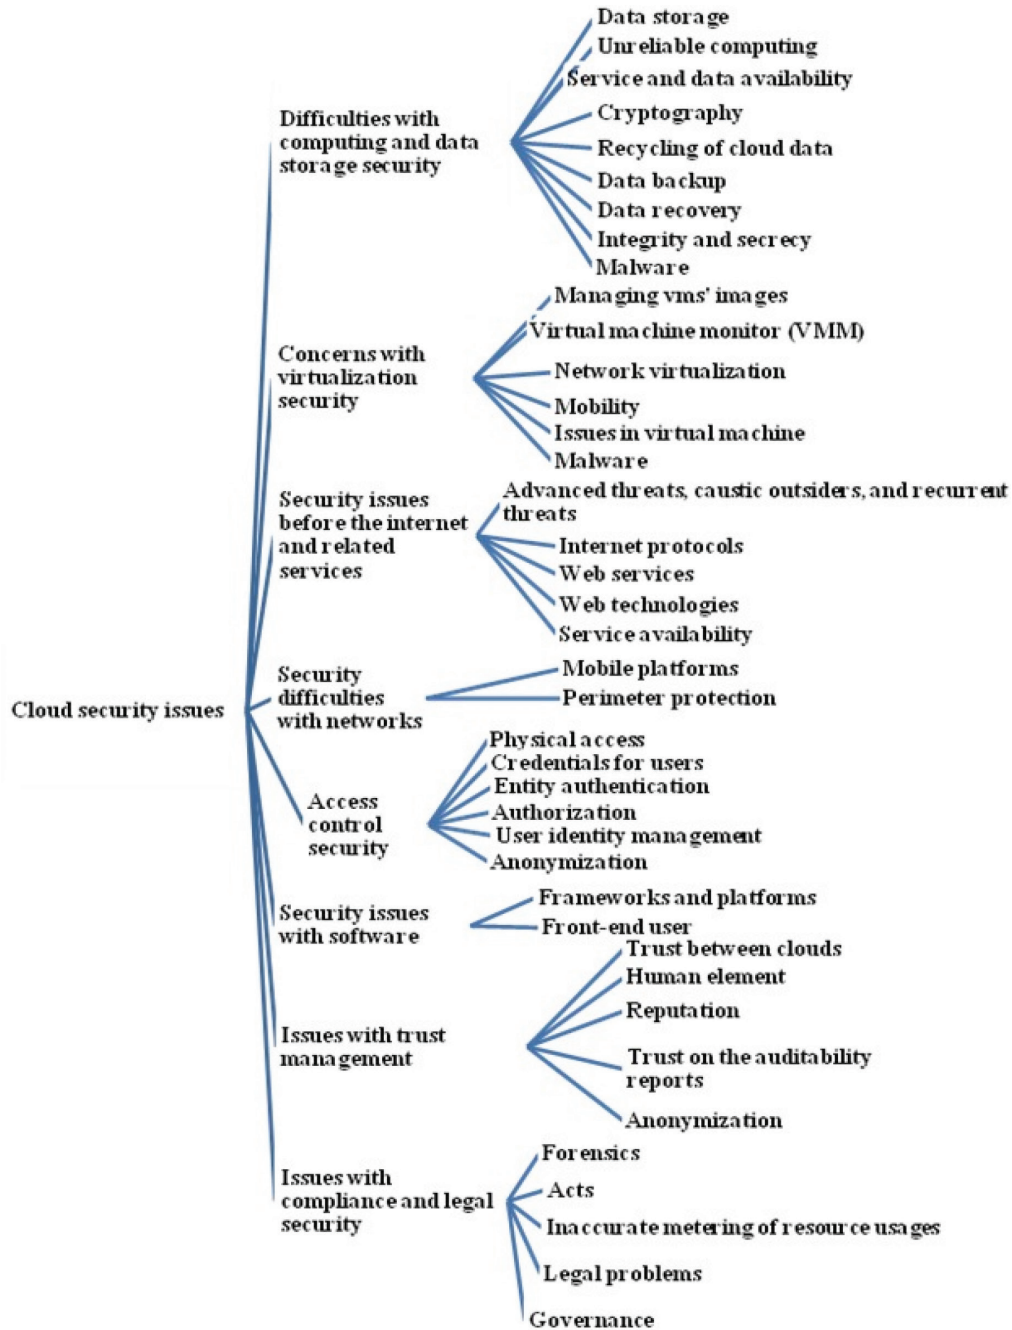 Data storage
Unreliable computing
Service and data availability
Difficulties with
computing and data
storage security
Cryptography
Recycling of cloud data
Data backup
Data recovery
Integrity and secrecy
Malware
Managing vms' images
Virtual machine monitor (VMM)
Concerns with
virtualization
security
Network virtualization
Mobility
Issues in virtual machine
Malware
Security issues
before the internet
and related
services
Advanced threats, caustic outsiders, and recurrent
threats
Internet protocols
Web services
Web technologies
Service availability
Security
difficulties
with networks
Mobile platforms
Perimeter protection
Cloud security issues
Physical access
Credentials for users
Entity authentication
Access
control
security
Authorization
User identity management
Anonymization
Security issues
with software
Frameworks and platforms
Front-end user
Trust between clouds
Human element
Reputation
Issues with trust
management
Trust on the auditability
reports
Anonymization
Forensics
Issues with
compliance and legal
security
Acts
Inaccurate metering of resource usages
Legal problems
Governance